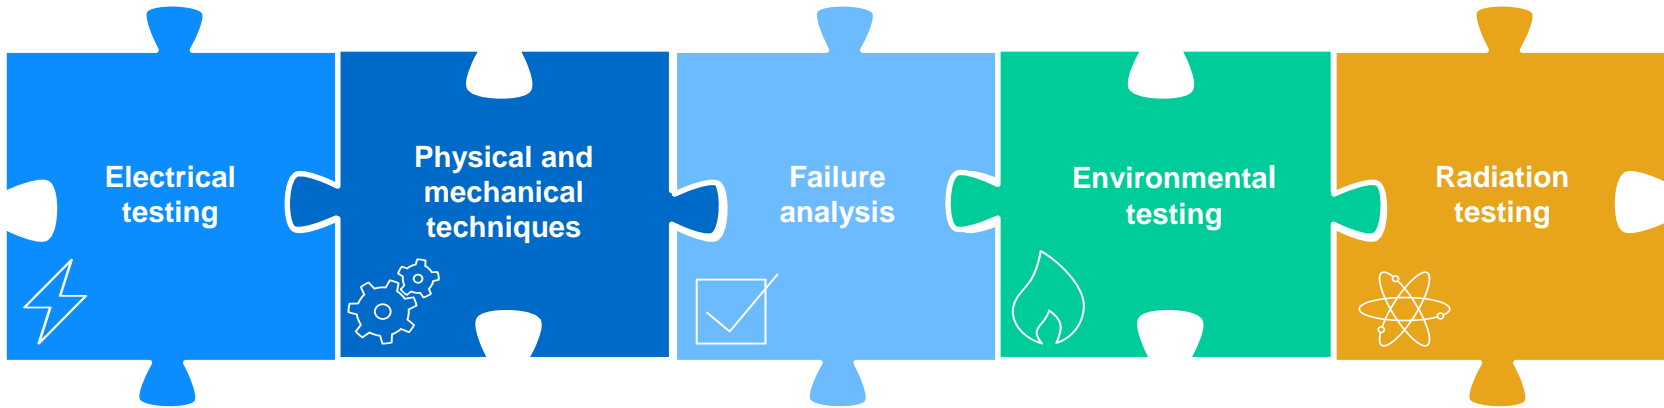 Electrical
testing
Physical and
mechanical
techniques
Failure
analysis
Environmental
testing
Radiation
testing